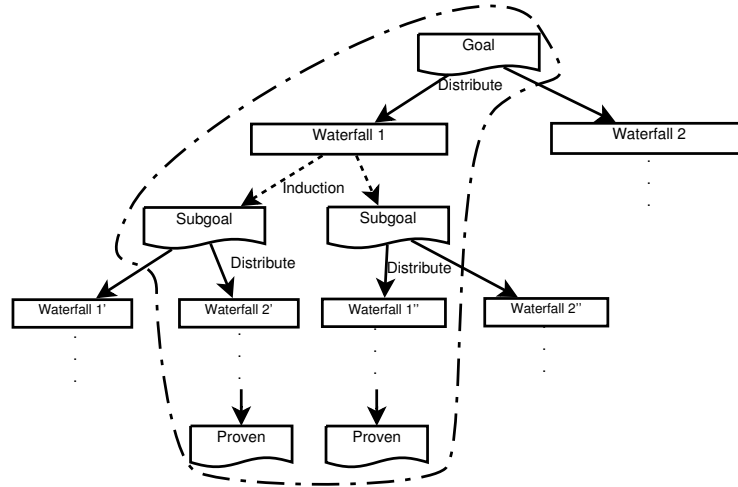 Goal
Distribute
Waterfall 1
Waterfall 2
Induction
Subgoal
Subgoal
Distribute
Distribute
Waterfall 1'
Waterfall 2'
Waterfall 1''
Waterfall 2''
Proven
Proven